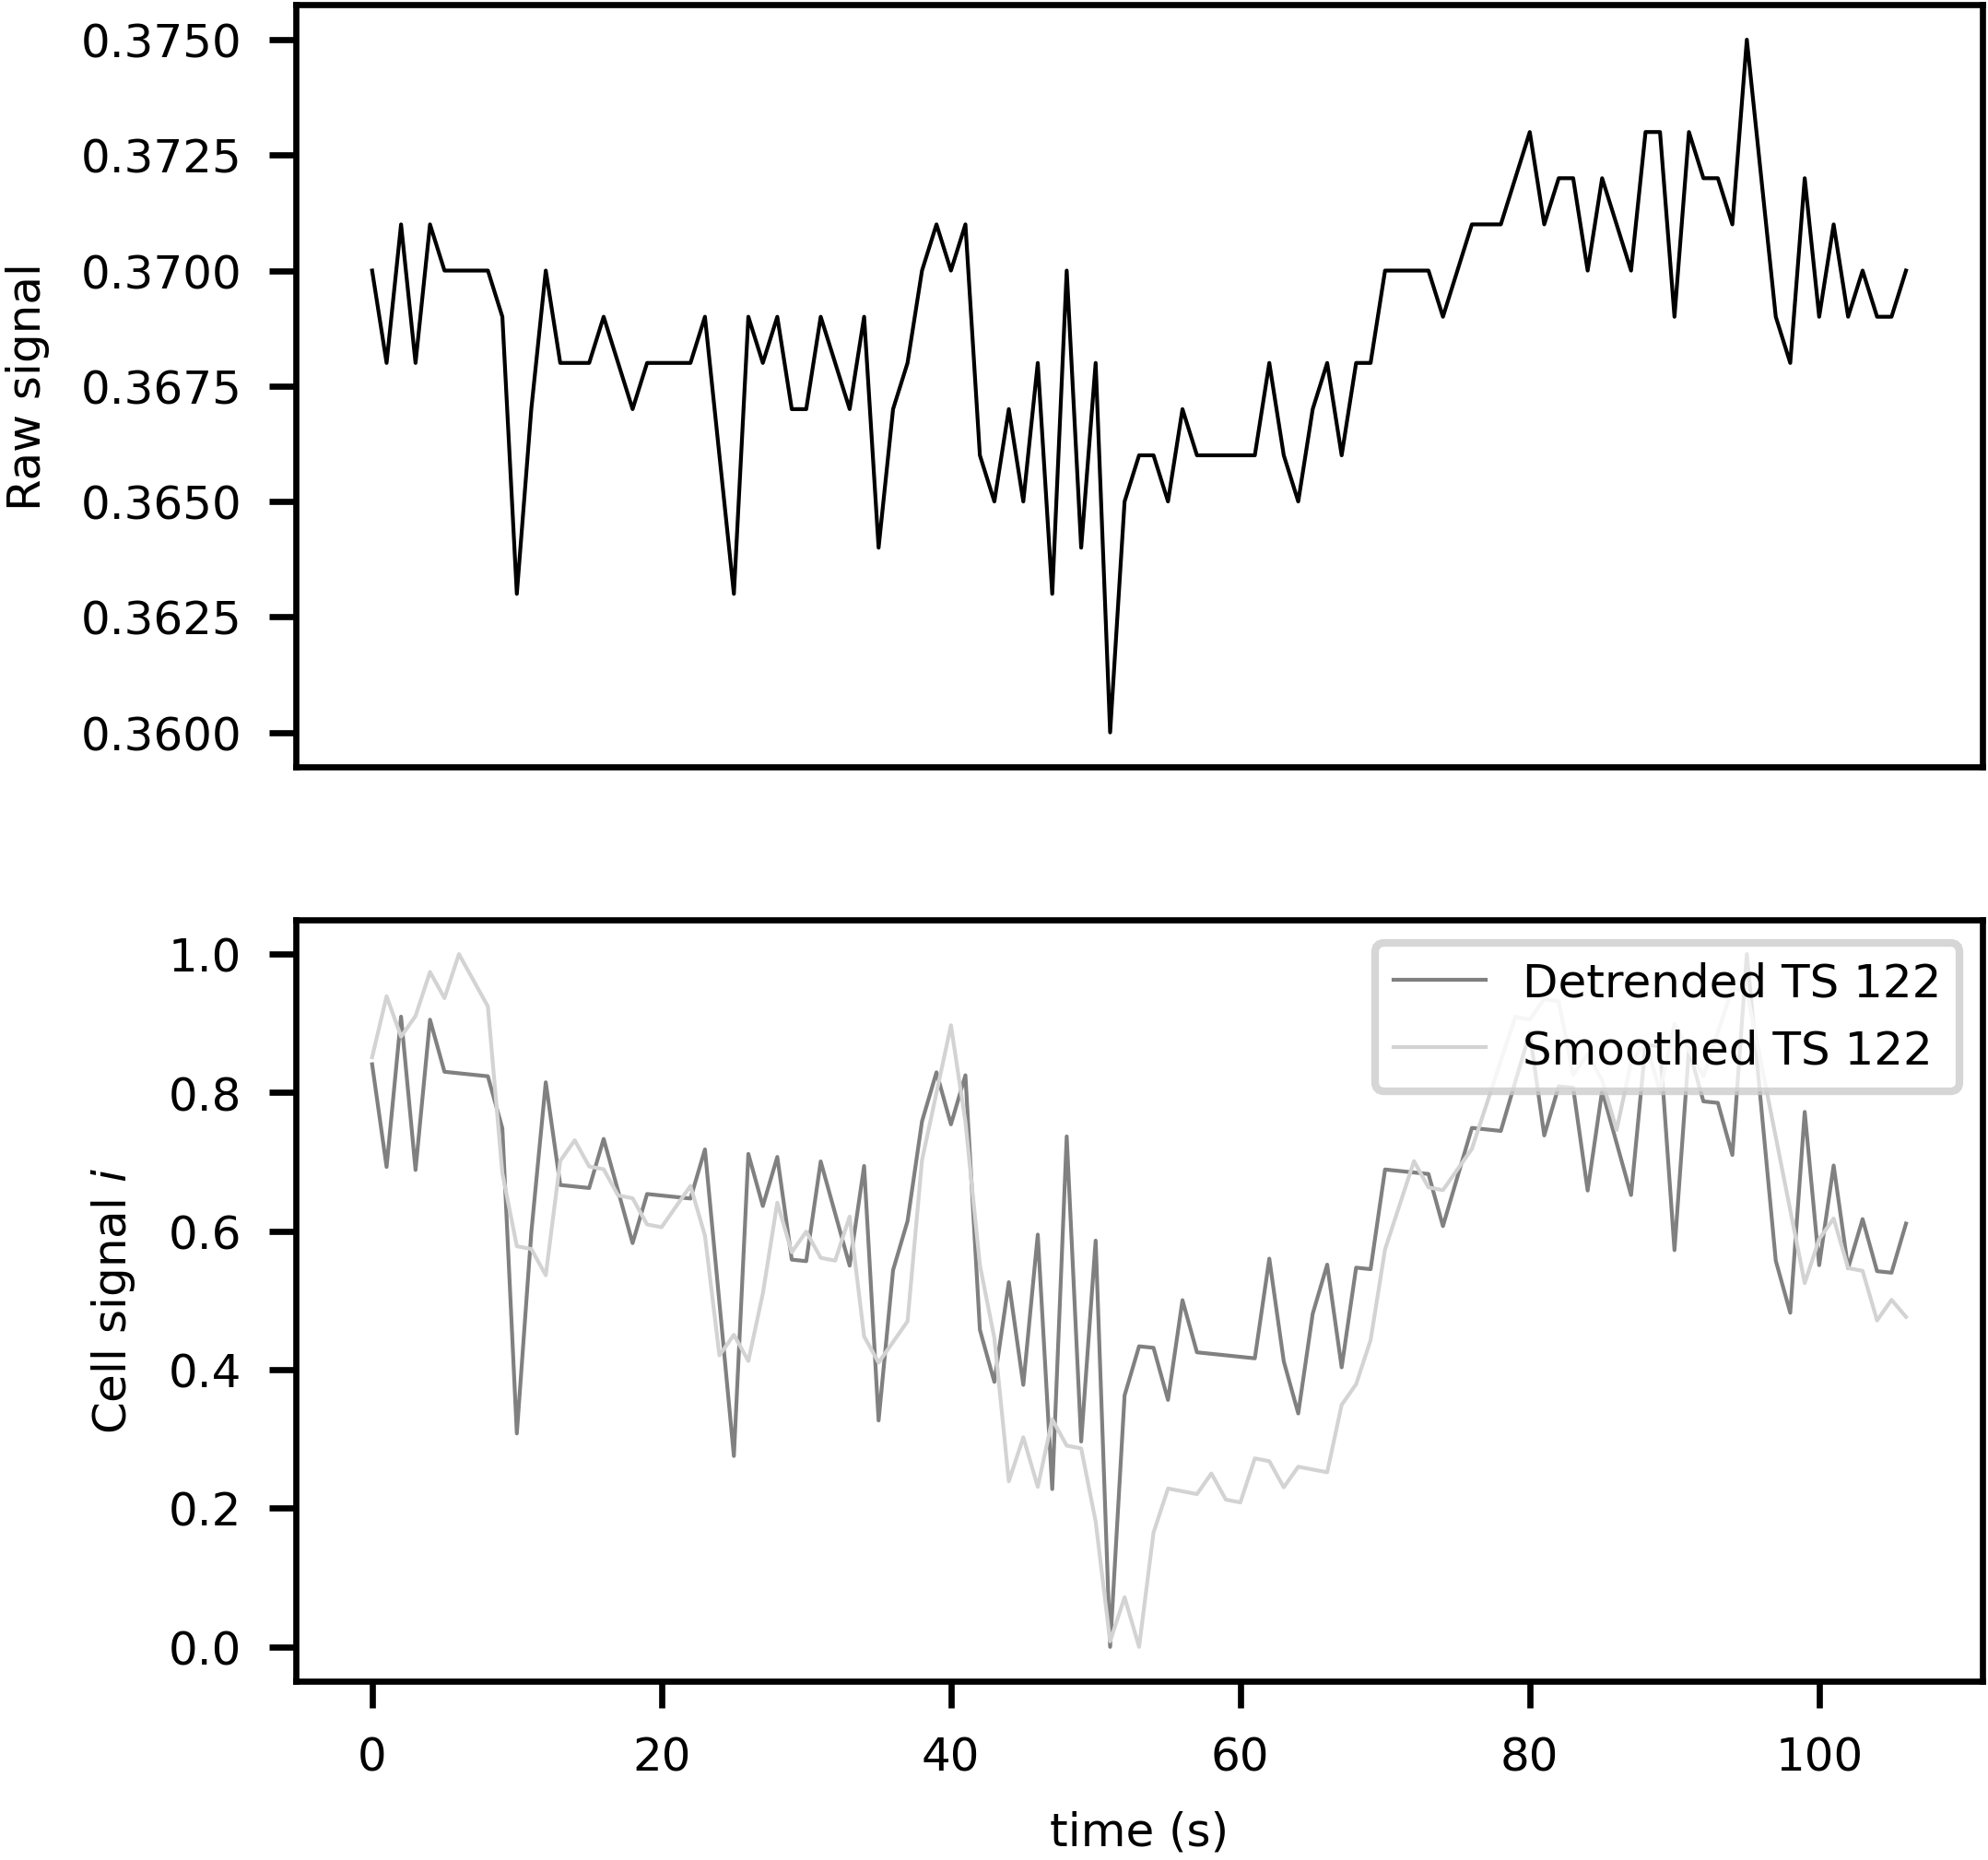 0.3750
0.3725
0.3700
0.3675
0.3650
0.3625
0.3600
Raw signal
1.0
0.8
0.6
0.4
0.2
0.0
Cell signal i
Detrended TS 122
Smoothed TS 122
0 20 40 60 80 100
time (s)